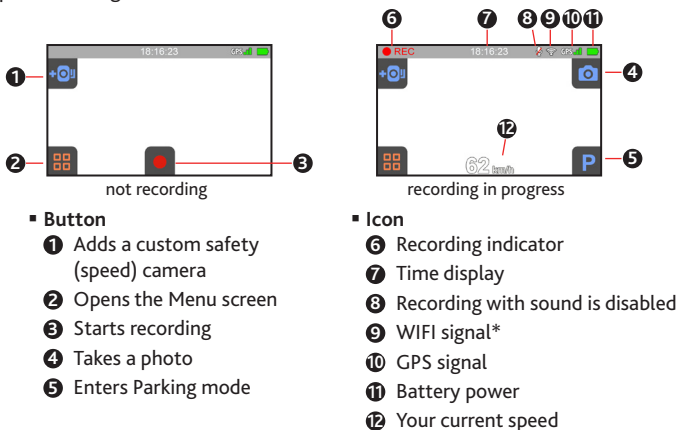 6 7 8 9 10 11
18:16:23 GPS
REC 18:16:23 GPS
1
4
12
2 3 62 km/h P 5
not recording
recording in progress
▪ Button
1 Adds a custom safety
(speed) camera
2 Opens the Menu screen
3 Starts recording
4 Takes a photo
5 Enters Parking mode
▪ Icon
6 Recording indicator
7 Time display
8 Recording with sound is disabled
9 WIFI signal*
10 GPS signal
11 Battery power
12 Your current speed